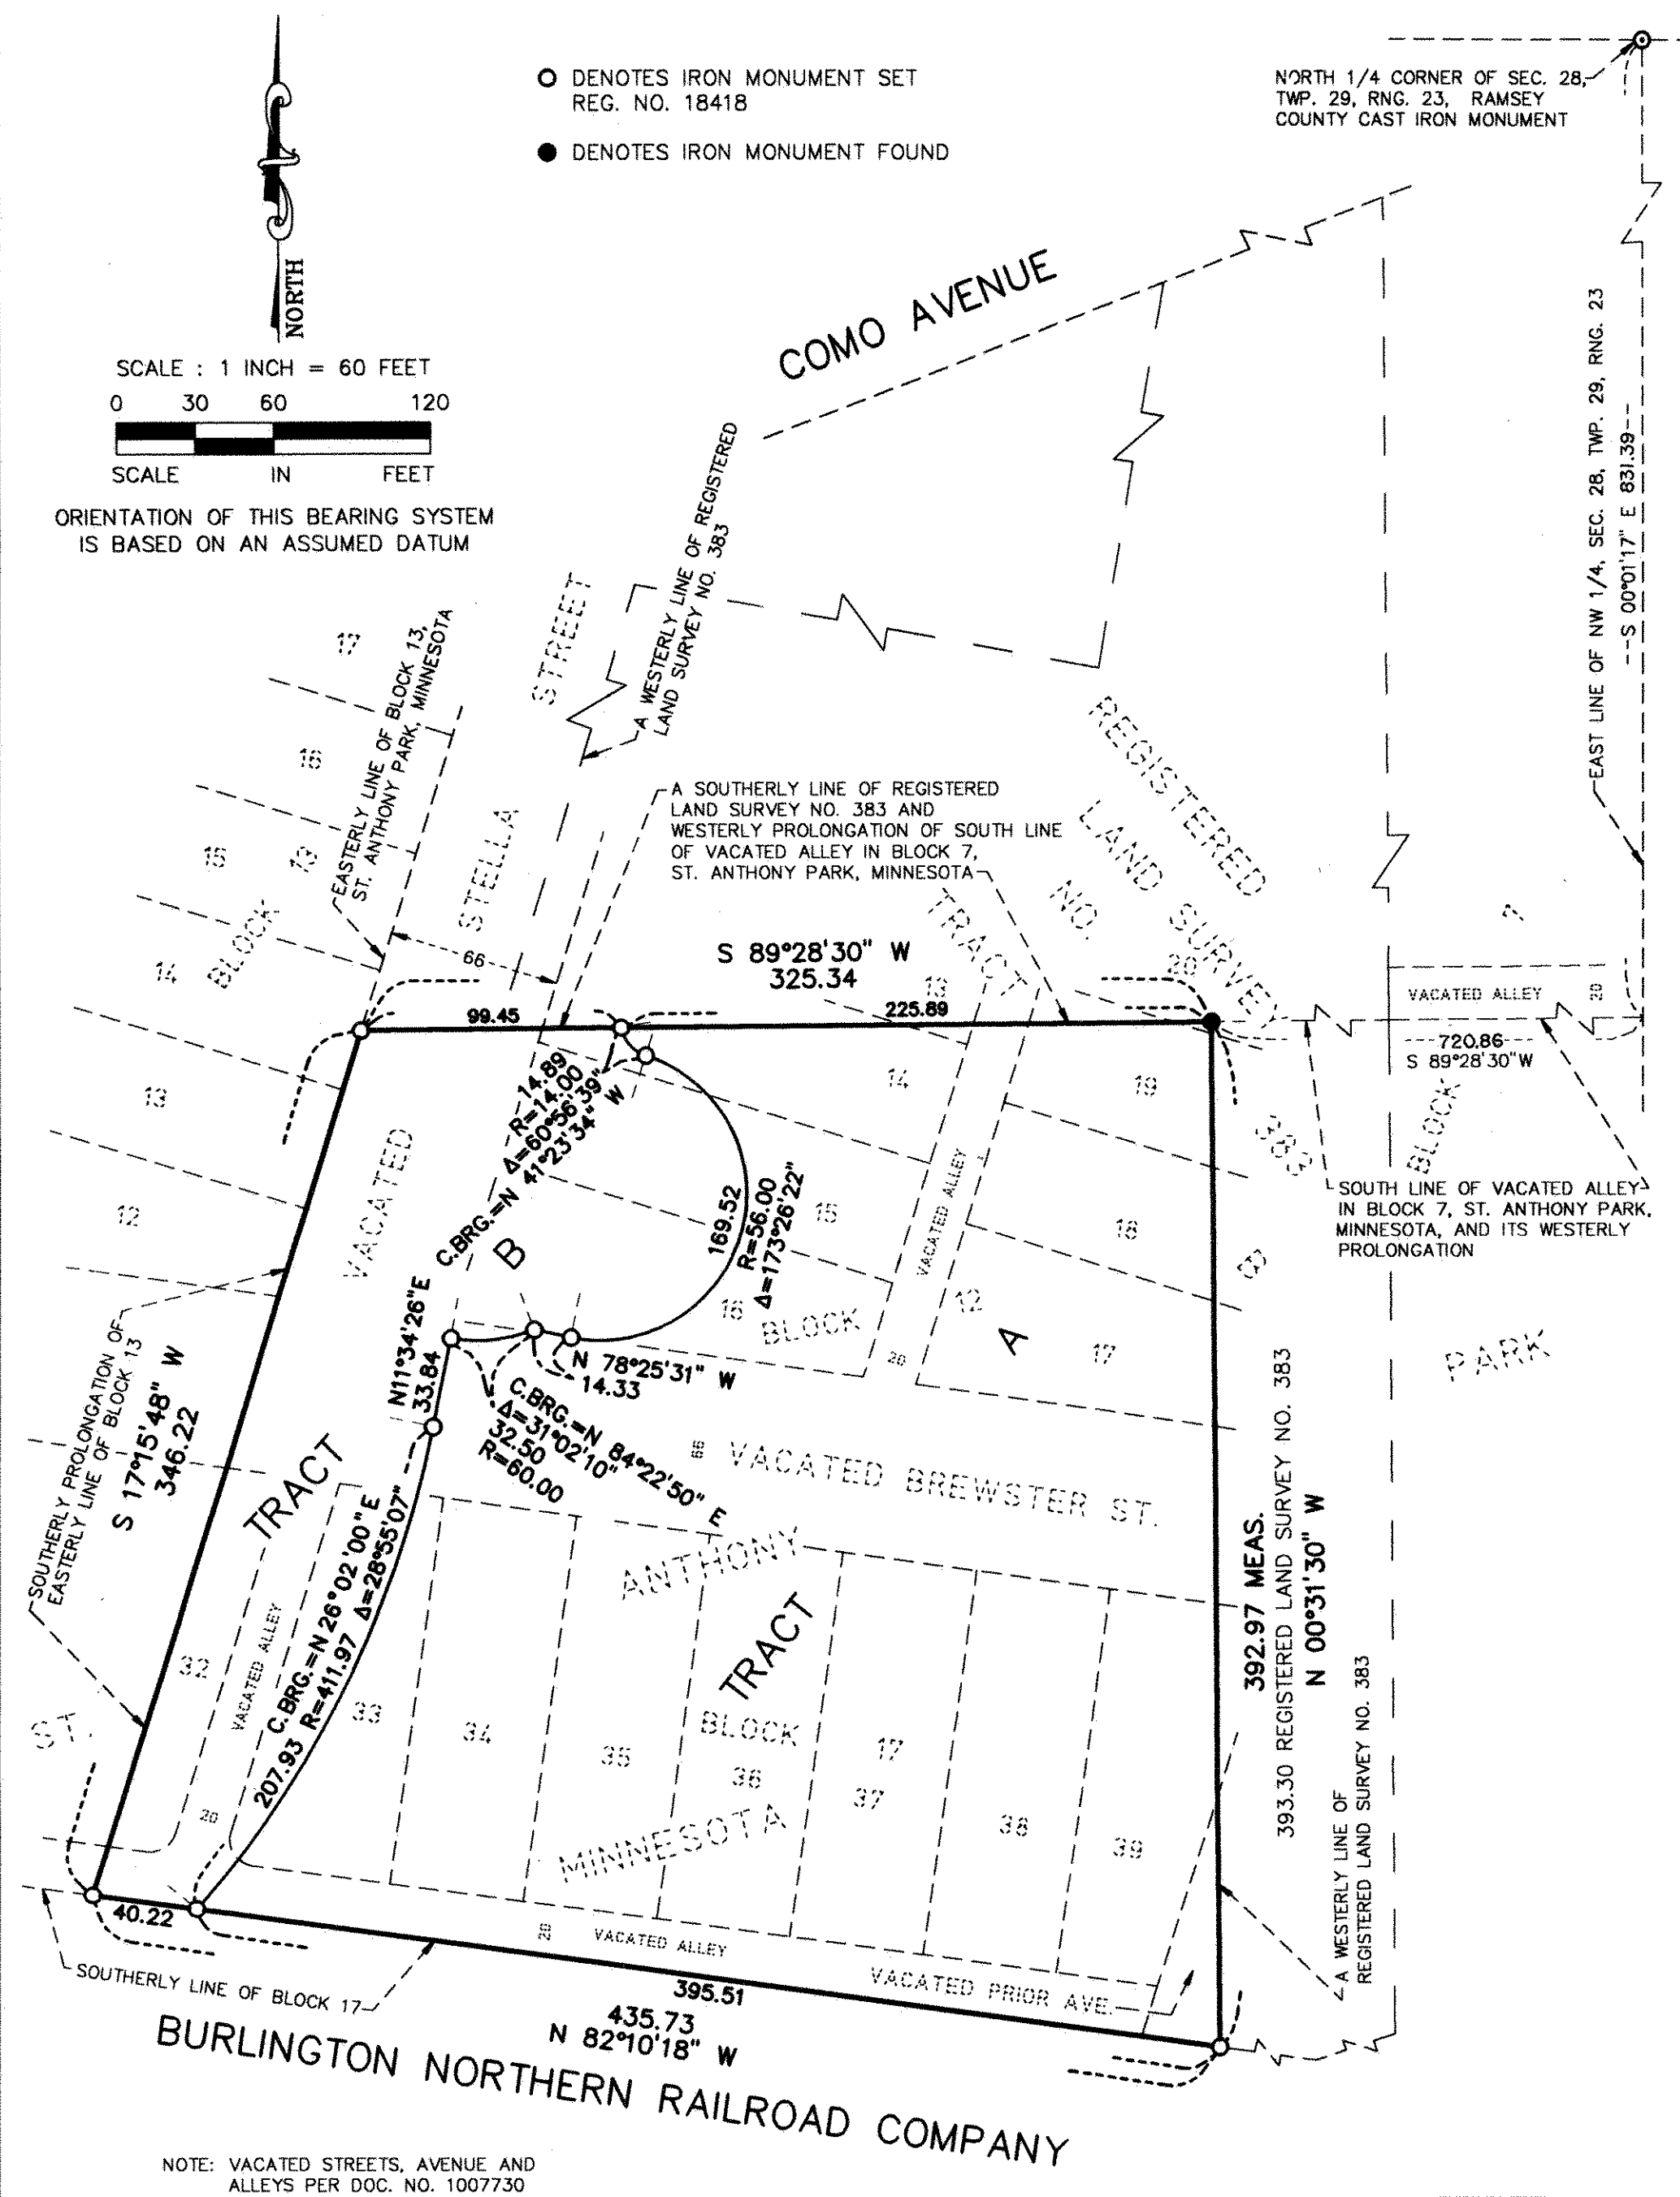 NORTH
SCALE : 1 INCH = 60 FEET
0 30 60 120
SCALE IN FEET
ORIENTATION OF THIS BEARING SYSTEM
IS BASED ON AN ASSUMED DATUM
DENOTES IRON MONUMENT SET
REG. NO. 18418
DENOTES IRON MONUMENT FOUND
NORTH 1/4 CORNER OF SEC. 28,
TWP. 29, RNG. 23, RAMSEY
COUNTY CAST IRON MONUMENT
COMO AVENUE
EAST LINE OF NW 1/4, SEC. 28, TWP. 29, RNG. 23
--S 00°01'17" E 831.39--
A WESTERLY LINE OF REGISTERED
LAND SURVEY NO. 383
STELLA STREET
EASTERLY LINE OF BLOCK 13,
ST. ANTHONY PARK, MINNESOTA
17
16
15
13
BLOCK
14
13
12
66
A SOUTHERLY LINE OF REGISTERED
LAND SURVEY NO. 383 AND
WESTERLY PROLONGATION OF SOUTH LINE
OF VACATED ALLEY IN BLOCK 7,
ST. ANTHONY PARK, MINNESOTA
REGISTERED
LAND SURVEY
NO. 383
TRACT
B
S 89°28'30" W
325.34
99.45
225.89
13
20
7
VACATED ALLEY
20
720.86
S 89°28'30"W
BLOCK
SOUTH LINE OF VACATED ALLEY
IN BLOCK 7, ST. ANTHONY PARK,
MINNESOTA, AND ITS WESTERLY
PROLONGATION
14.89
R=14.00
Δ=60°56'39"
C.BRG.=N 41°23'34" W
169.52
R=56.00
Δ=173°26'22"
14
19
15
18
16
BLOCK
12
17
VACATED ALLEY
20
A
VACATED
B
N11°34'26"E
33.84
N 78°25'31" W
14.33
C.BRG.=N 84°22'50" E
Δ=31°02'10"
32.50
R=60.00
66
VACATED BREWSTER ST.
PARK
SOUTHERLY PROLONGATION OF
EASTERLY LINE OF BLOCK 13
S 17°15'48" W
346.22
TRACT
C.BRG.=N 26°02'00"E
207.93 R=411.97 Δ=28°55'07"
ANTHONY
TRACT
ST.
32
VACATED ALLEY
20
33
34
35
BLOCK
36
17
37
38
39
MINNESOTA
392.97 MEAS.
393.30 REGISTERED LAND SURVEY NO. 383
N 00°31'30" W
A WESTERLY LINE OF
REGISTERED LAND SURVEY NO. 383
40.22
SOUTHERLY LINE OF BLOCK 17
20
VACATED ALLEY
VACATED PRIOR AVE.
395.51
435.73
N 82°10'18" W
BURLINGTON NORTHERN RAILROAD COMPANY
NOTE: VACATED STREETS, AVENUE AND
ALLEYS PER DOC. NO. 1007730